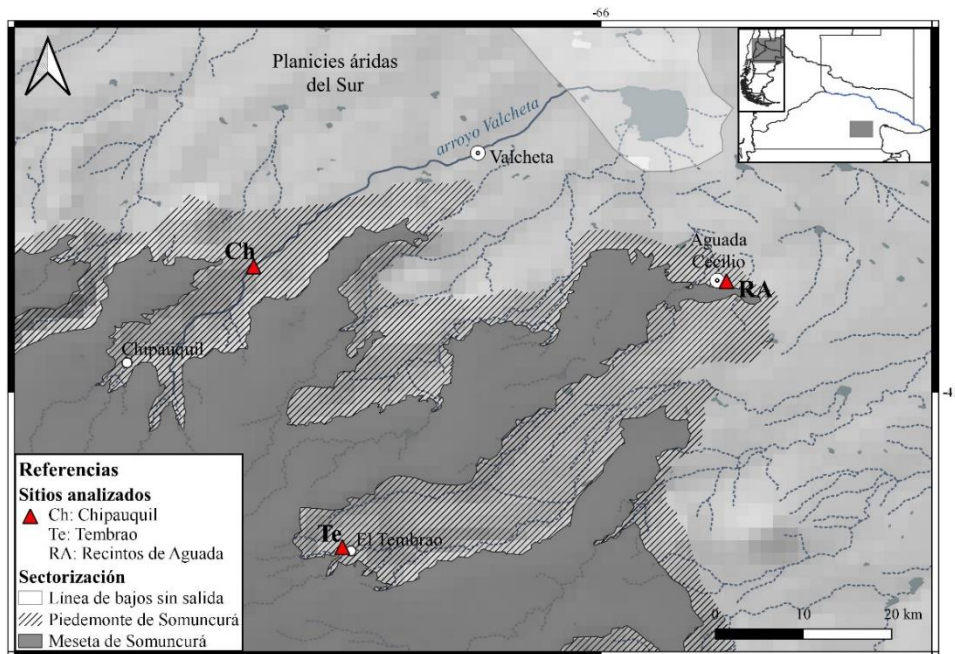 -66
Planicies áridas
del Sur
arroyo Valcheta
Valcheta
Ch
Aguada
Cecilio
RA
Chipauquil
-4
Te
El Tembrao
Referencias
Sitios analizados
Ch: Chipauquil
Te: Tembrao
RA: Recintos de Aguada
Sectorización
Línea de bajos sin salida
Piedemonte de Somuncurá
Meseta de Somuncurá
0 10 20 km